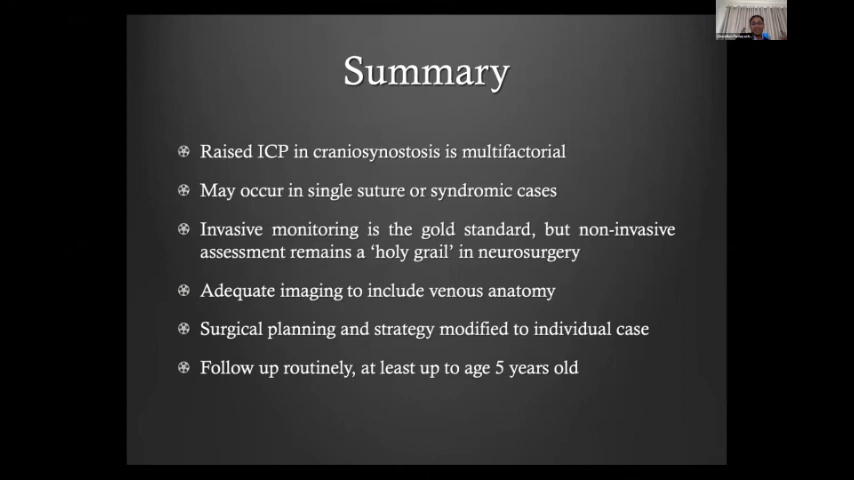 Summary
Raised ICP in craniosynostosis is multifactorial
May occur in single suture or syndromic cases
Invasive monitoring is the gold standard, but non-invasive
assessment remains a ‘holy grail’ in neurosurgery
Adequate imaging to include venous anatomy
Surgical planning and strategy modified to individual case
Follow up routinely, at least up to age 5 years old